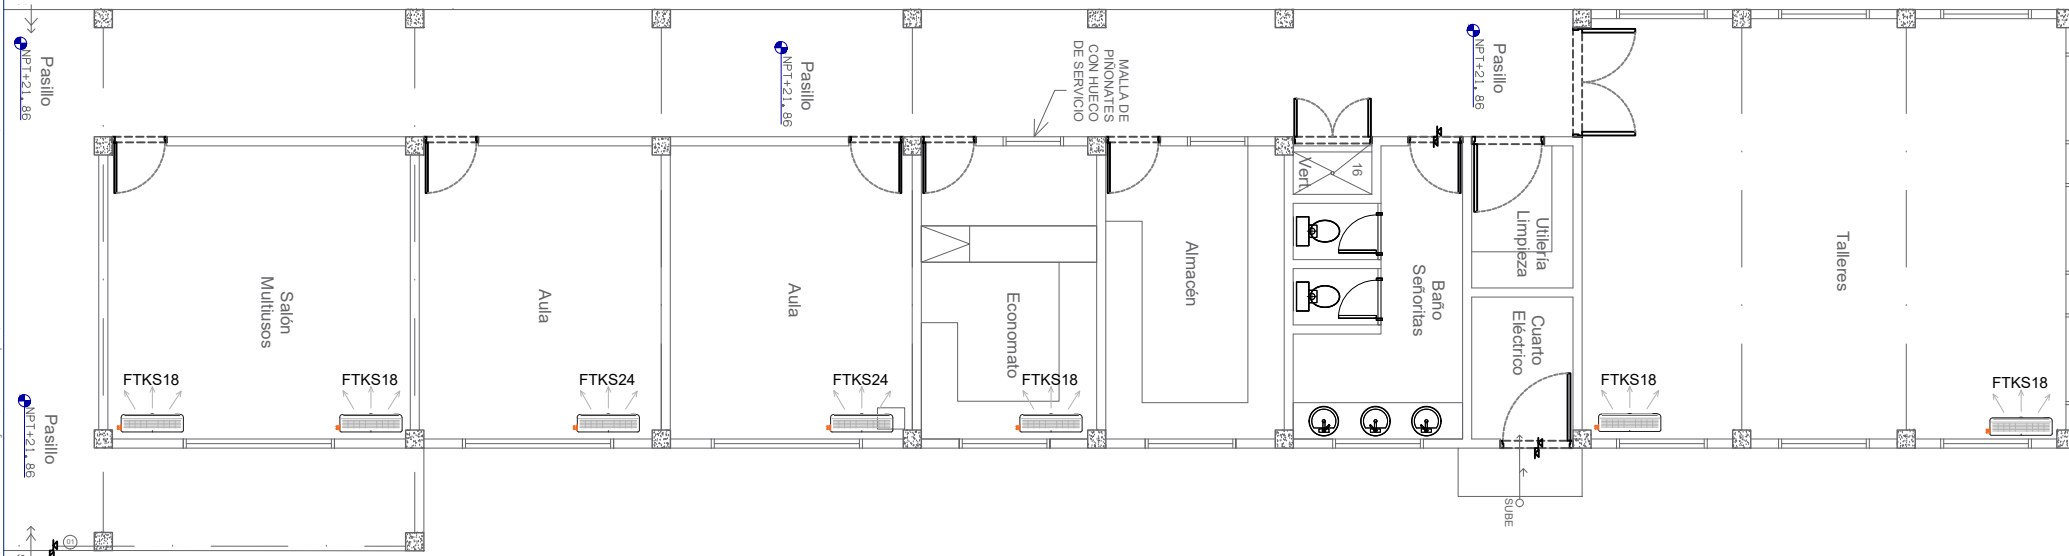 Pasillo
NPT+21.86
Pasillo
NPT+21.86
MALLA DE
PIÑONATES
CON HUECO
DE SERVICIO
Pasillo
NPT+21.86
16
Vert
Utilería
Limpieza
Talleres
Almacén
Baño
Señoritas
Salón
Multiusos
Aula
Aula
Economato
Cuarto
Eléctrico
FTKS18
FTKS18
FTKS24
FTKS24
FTKS18
FTKS18
FTKS18
Pasillo
NPT+21.86
SUBE
01